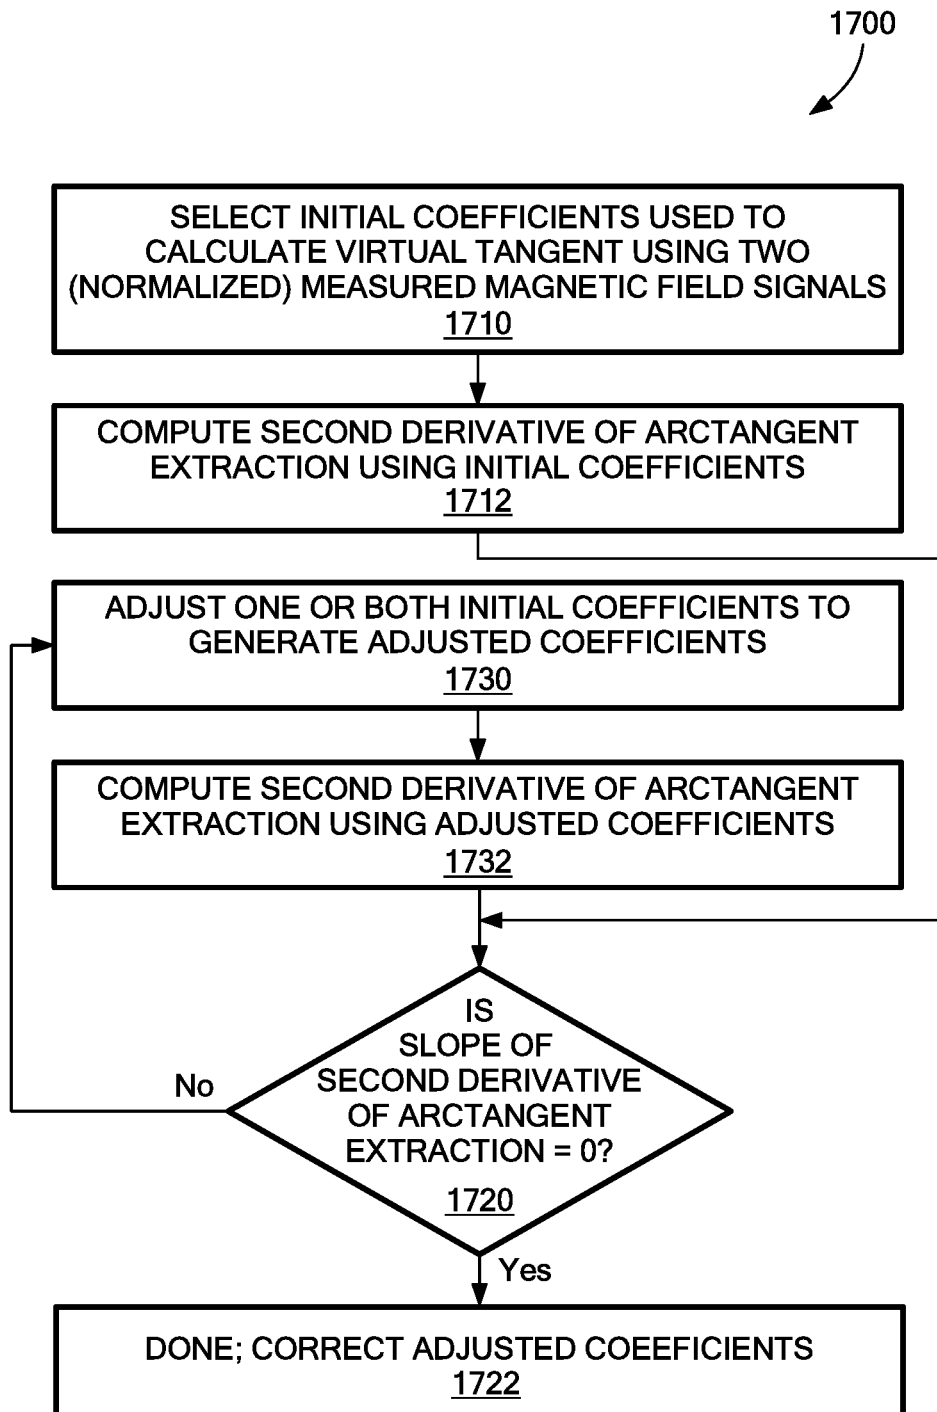 1700
SELECT INITIAL COEFFICIENTS USED TO
CALCULATE VIRTUAL TANGENT USING TWO
(NORMALIZED) MEASURED MAGNETIC FIELD SIGNALS
1710
COMPUTE SECOND DERIVATIVE OF ARCTANGENT
EXTRACTION USING INITIAL COEFFICIENTS
1712
ADJUST ONE OR BOTH INITIAL COEFFICIENTS TO
GENERATE ADJUSTED COEFFICIENTS
1730
COMPUTE SECOND DERIVATIVE OF ARCTANGENT
EXTRACTION USING ADJUSTED COEFFICIENTS
1732
IS
SLOPE OF
SECOND DERIVATIVE
OF ARCTANGENT
EXTRACTION = 0?
1720
No
Yes
DONE; CORRECT ADJUSTED COEEFICIENTS
1722